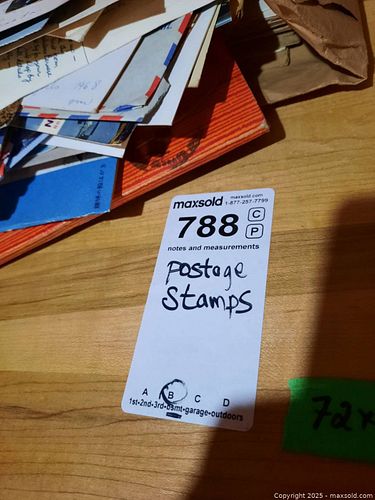 maxsold
maxsold.com
1-877-257-7799
788
C
P
notes and measurements
Postage
Stamps
A B C D
1st-2nd-3rd-bsmt-garage-outdoors
72x
Copyright 2025 - maxsold.com